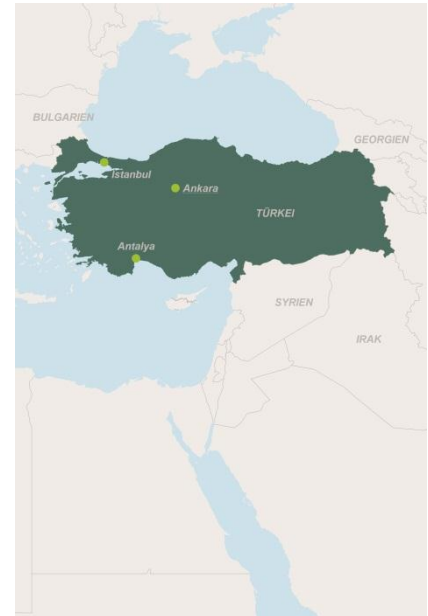 BULGARIEN
GEORGIEN
Istanbul
Ankara
TÜRKEI
Antalya
SYRIEN
IRAK